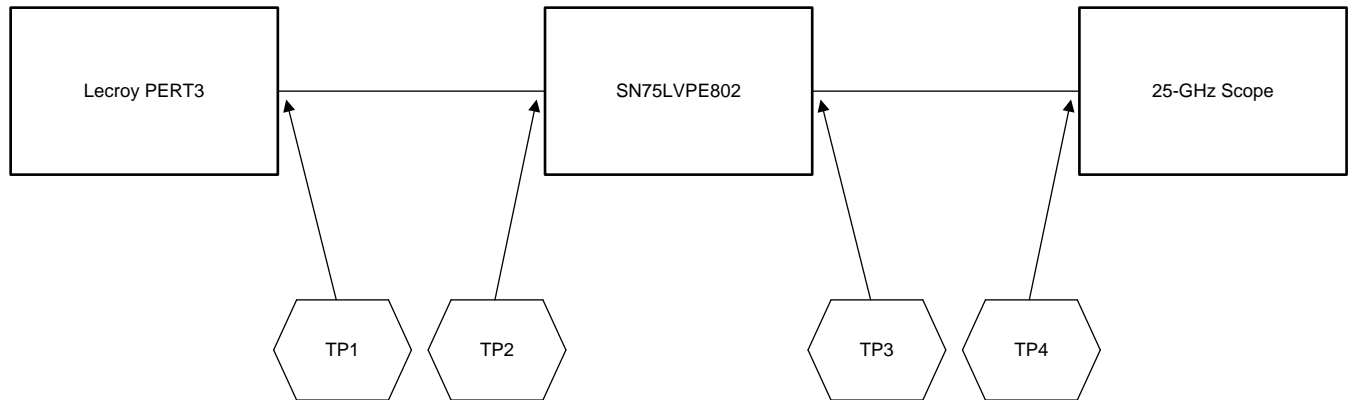 Lecroy PERT3
SN75LVPE802
25-GHz Scope
TP1
TP2
TP3
TP4